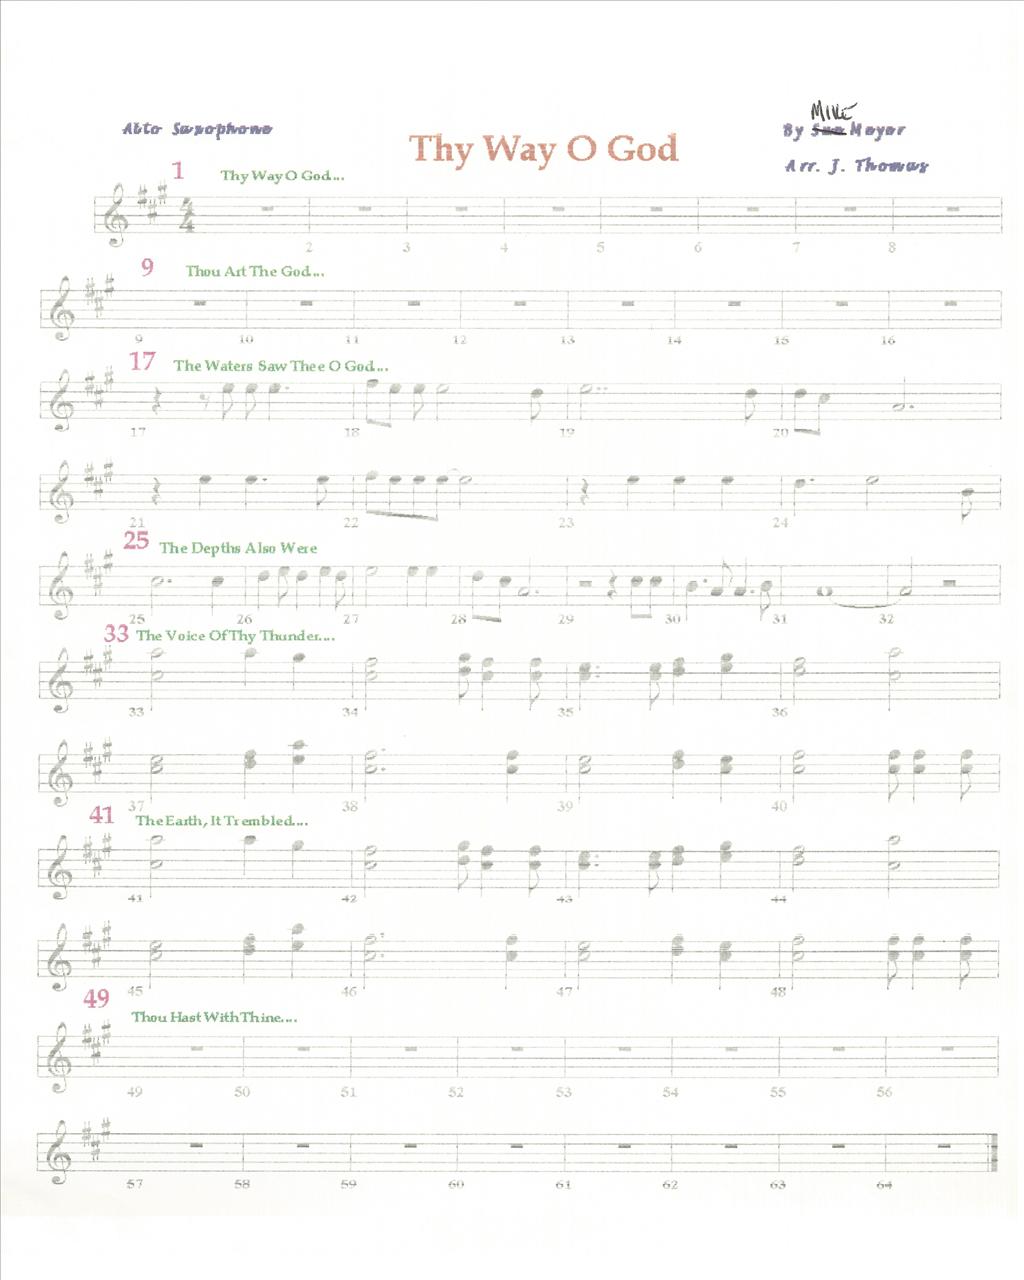 Alto Saxophone
Thy Way O God
MIKE
By Sue Meyer
Arr. J. Thomas
1 Thy Way O God....
4/4
2 3 4 5 6 7 8
9 Thou Art The God....
9 10 11 12 13 14 15 16
17 The Waters Saw Thee O God....
17 18 19 20
21 22 23 24
25 The Depths Also Were
25 26 27 28 29 30 31 32
33 The Voice Of Thy Thunder....
33 34 35 36
37 38 39 40
41 The Earth, It Trembled....
41 42 43 44
45 46 47 48
49
Thou Hast With Thine....
49 50 51 52 53 54 55 56
57 58 59 60 61 62 63 64